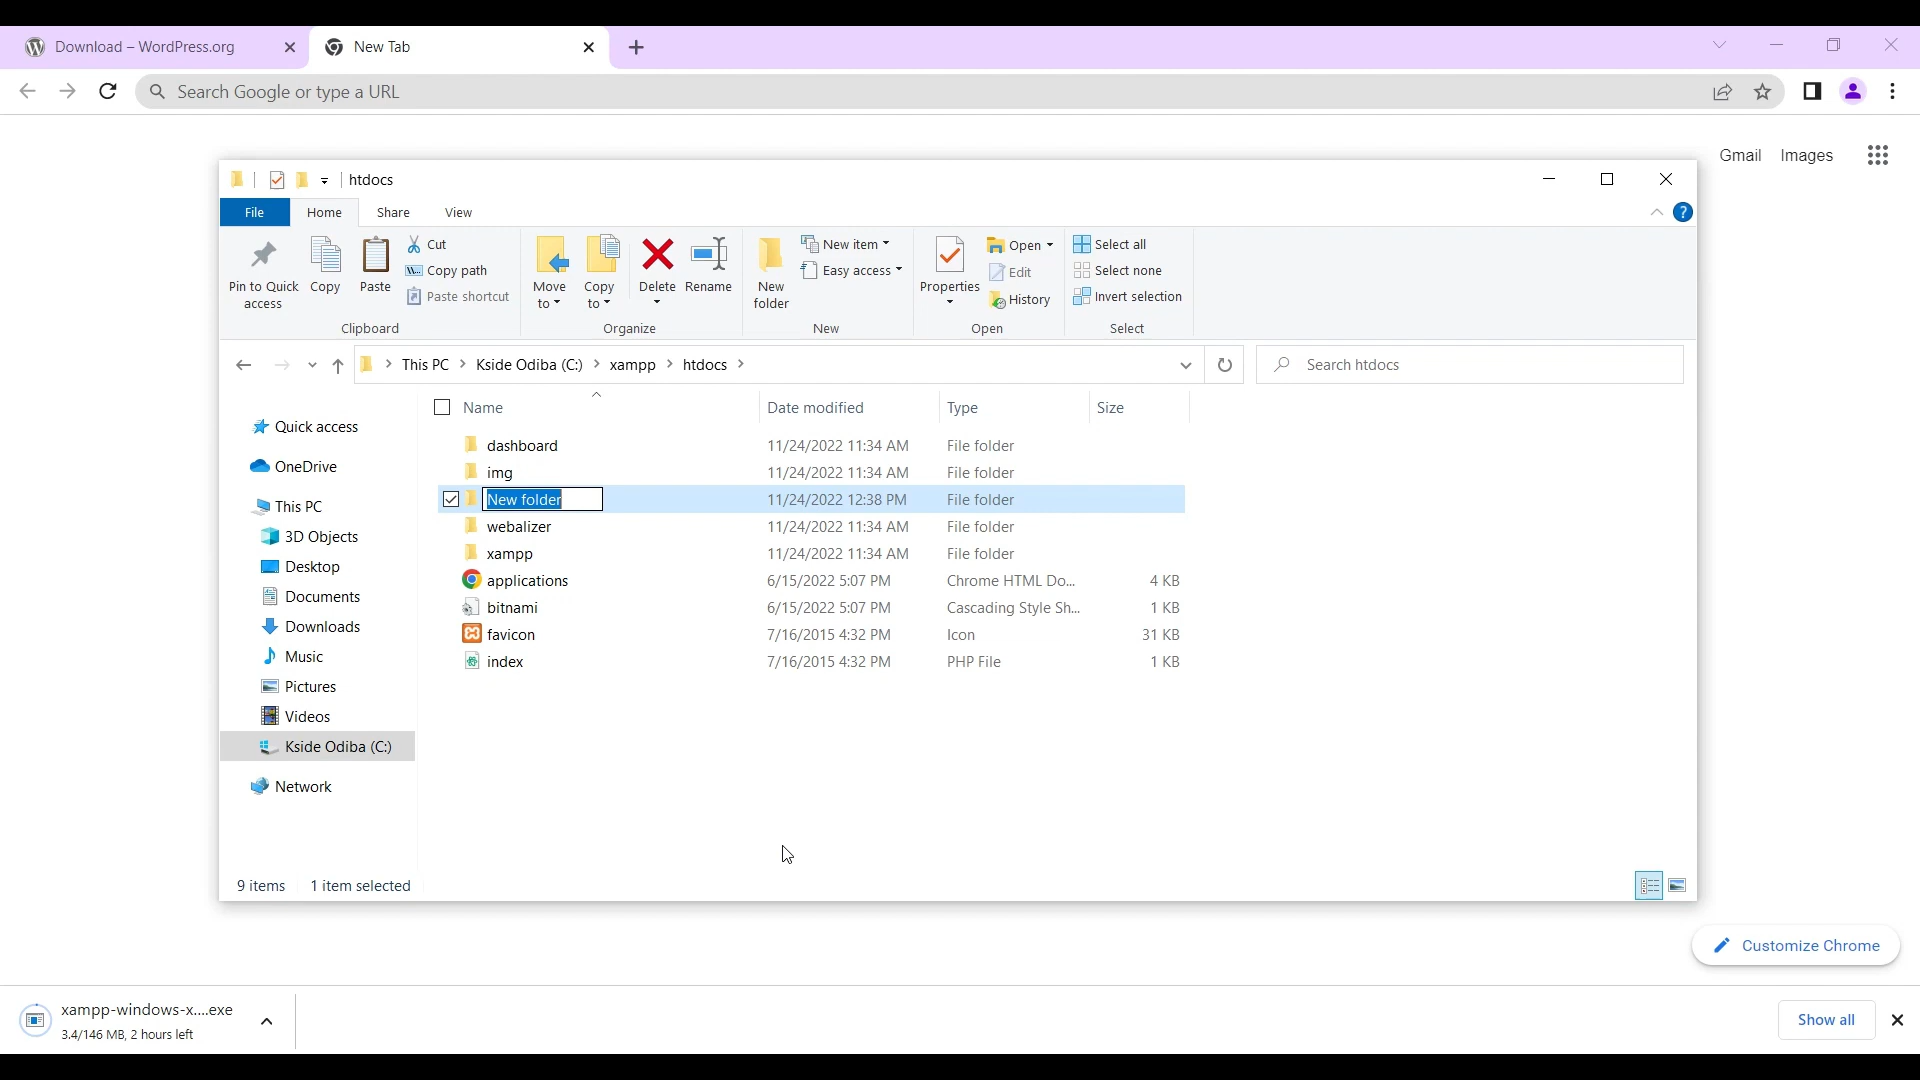 Download – WordPress.org
New Tab
Search Google or type a URL
Gmail Images
htdocs
File Home Share View
Pin to Quick access
Copy
Paste
Cut
Copy path
Paste shortcut
Clipboard
Move to
Copy to
Delete
Rename
Organize
New folder
New item
Easy access
New
Properties
Open
Edit
History
Open
Select all
Select none
Invert selection
Select
This PC Kside Odiba (C:) xampp htdocs
Search htdocs
Quick access
OneDrive
This PC
3D Objects
Desktop
Documents
Downloads
Music
Pictures
Videos
Kside Odiba (C:)
Network
Name Date modified Type Size
dashboard 11/24/2022 11:34 AM File folder
img 11/24/2022 11:34 AM File folder
New folder 11/24/2022 12:38 PM File folder
webalizer 11/24/2022 11:34 AM File folder
xampp 11/24/2022 11:34 AM File folder
applications 6/15/2022 5:07 PM Chrome HTML Do... 4 KB
bitnami 6/15/2022 5:07 PM Cascading Style Sh... 1 KB
favicon 7/16/2015 4:32 PM Icon 31 KB
index 7/16/2015 4:32 PM PHP File 1 KB
9 items 1 item selected
Customize Chrome
xampp-windows-x....exe
3.4/146 MB, 2 hours left
Show all